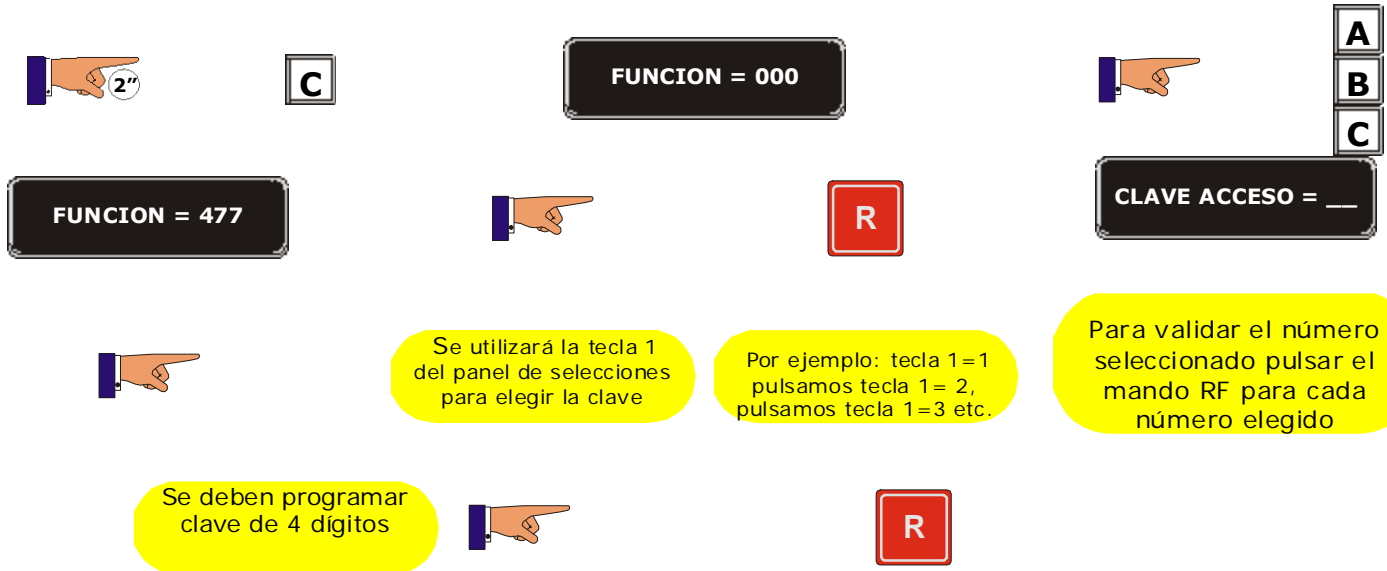 2"
C
FUNCION = 000
A
B
C
FUNCION = 477
R
CLAVE ACCESO = __
Se utilizará la tecla 1
del panel de selecciones
para elegir la clave
Por ejemplo: tecla 1=1
pulsamos tecla 1= 2,
pulsamos tecla 1=3 etc.
Para validar el número
seleccionado pulsar el
mando RF para cada
número elegido
Se deben programar
clave de 4 dígitos
R